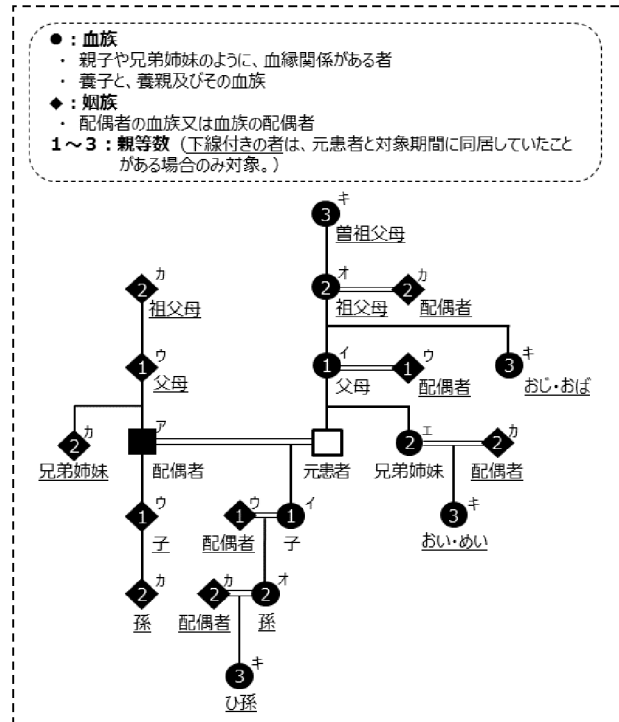 ●:血族
・ 親子や兄弟姉妹のように、血縁関係がある者
・ 養子と、養親及びその血族
◆:姻族
・ 配偶者の血族又は血族の配偶者
1~3:親等数(下線付きの者は、元患者と対象期間に同居していたこと
がある場合のみ対象。)
3 キ
曽祖父母
2 カ 2 オ 2 カ
祖父母 祖父母 配偶者
1 ウ 1 イ 1 ウ 3 キ
父母 父母 配偶者 おじ・おば
2 カ ア 2 エ 2 カ
兄弟姉妹 配偶者 元患者 兄弟姉妹 配偶者
1 ウ 1 ウ 1 イ 3 キ
子 配偶者 子 おい・めい
2 カ 2 カ 2 オ
孫 配偶者 孫
3 キ
ひ孫